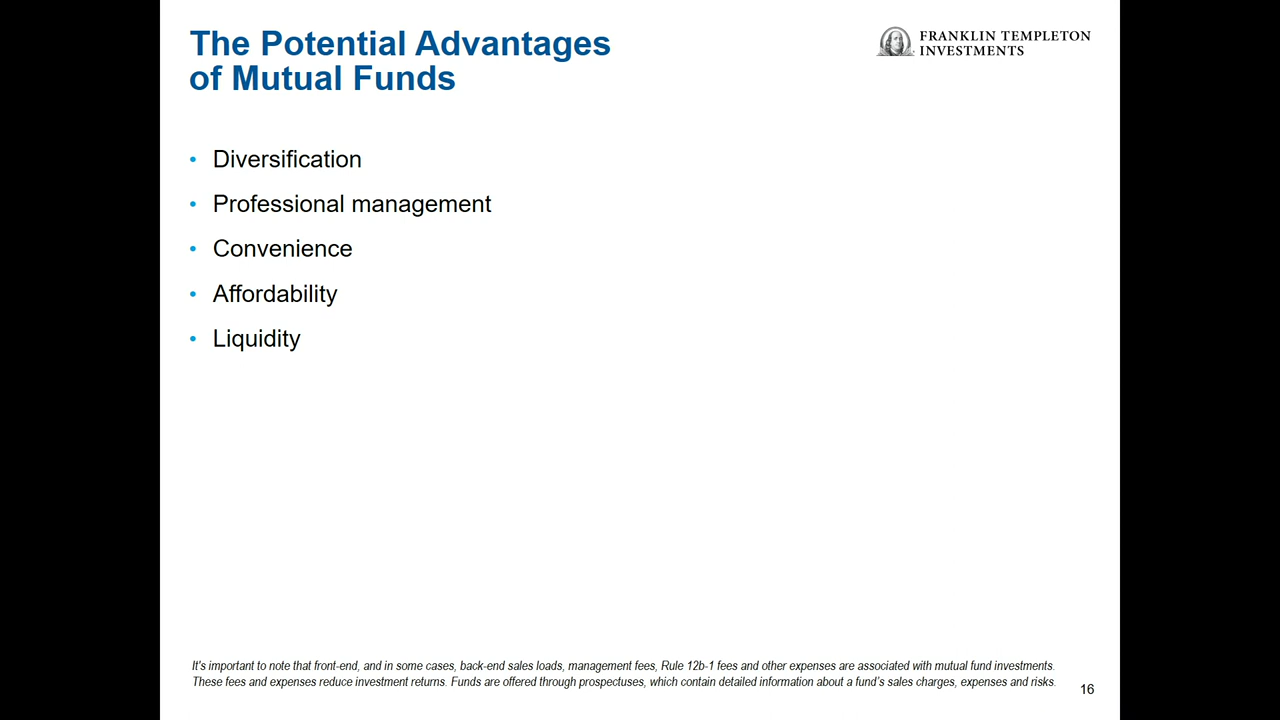 The Potential Advantages
of Mutual Funds
FRANKLIN TEMPLETON
INVESTMENTS
• Diversification
• Professional management
• Convenience
• Affordability
• Liquidity
It's important to note that front-end, and in some cases, back-end sales loads, management fees, Rule 12b-1 fees and other expenses are associated with mutual fund investments.
These fees and expenses reduce investment returns. Funds are offered through prospectuses, which contain detailed information about a fund's sales charges, expenses and risks.
16